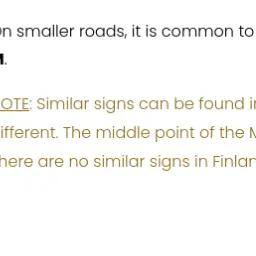 n smaller roads, it is common to
.
OTE: Similar signs can be found i
ifferent. The middle point of the M
here are no similar signs in Finlan